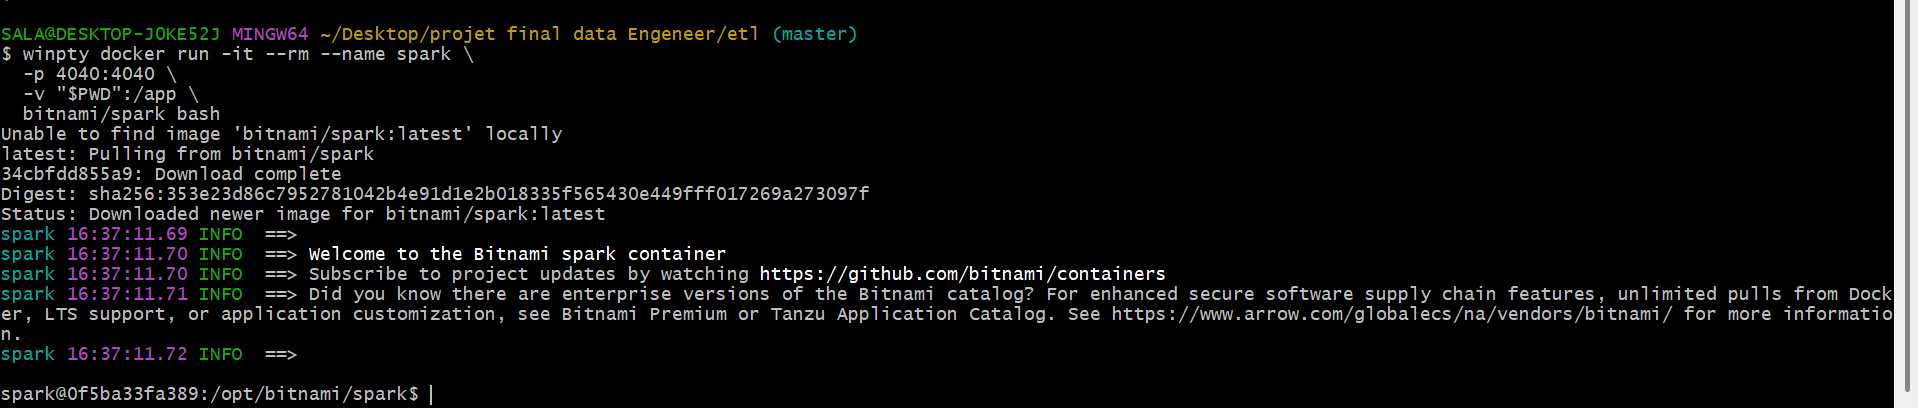 SALA@DESKTOP-JOKE52J MINGW64 ~/Desktop/projet final data Engeneer/etl (master)
$ winpty docker run -it --rm --name spark \
  -p 4040:4040 \
  -v "$PWD":/app \
  bitnami/spark bash
Unable to find image 'bitnami/spark:latest' locally
latest: Pulling from bitnami/spark
34cbfdd855a9: Download complete
Digest: sha256:353e23d86c7952781042b4e91d1e2b018335f565430e449fff017269a273097f
Status: Downloaded newer image for bitnami/spark:latest
spark 16:37:11.69 INFO  ==>
spark 16:37:11.70 INFO  ==> Welcome to the Bitnami spark container
spark 16:37:11.70 INFO  ==> Subscribe to project updates by watching https://github.com/bitnami/containers
spark 16:37:11.71 INFO  ==> Did you know there are enterprise versions of the Bitnami catalog? For enhanced secure software supply chain features, unlimited pulls from Dock
er, LTS support, or application customization, see Bitnami Premium or Tanzu Application Catalog. See https://www.arrow.com/globalecs/na/vendors/bitnami/ for more informatio
n.
spark 16:37:11.72 INFO  ==>
spark@0f5ba33fa389:/opt/bitnami/spark$